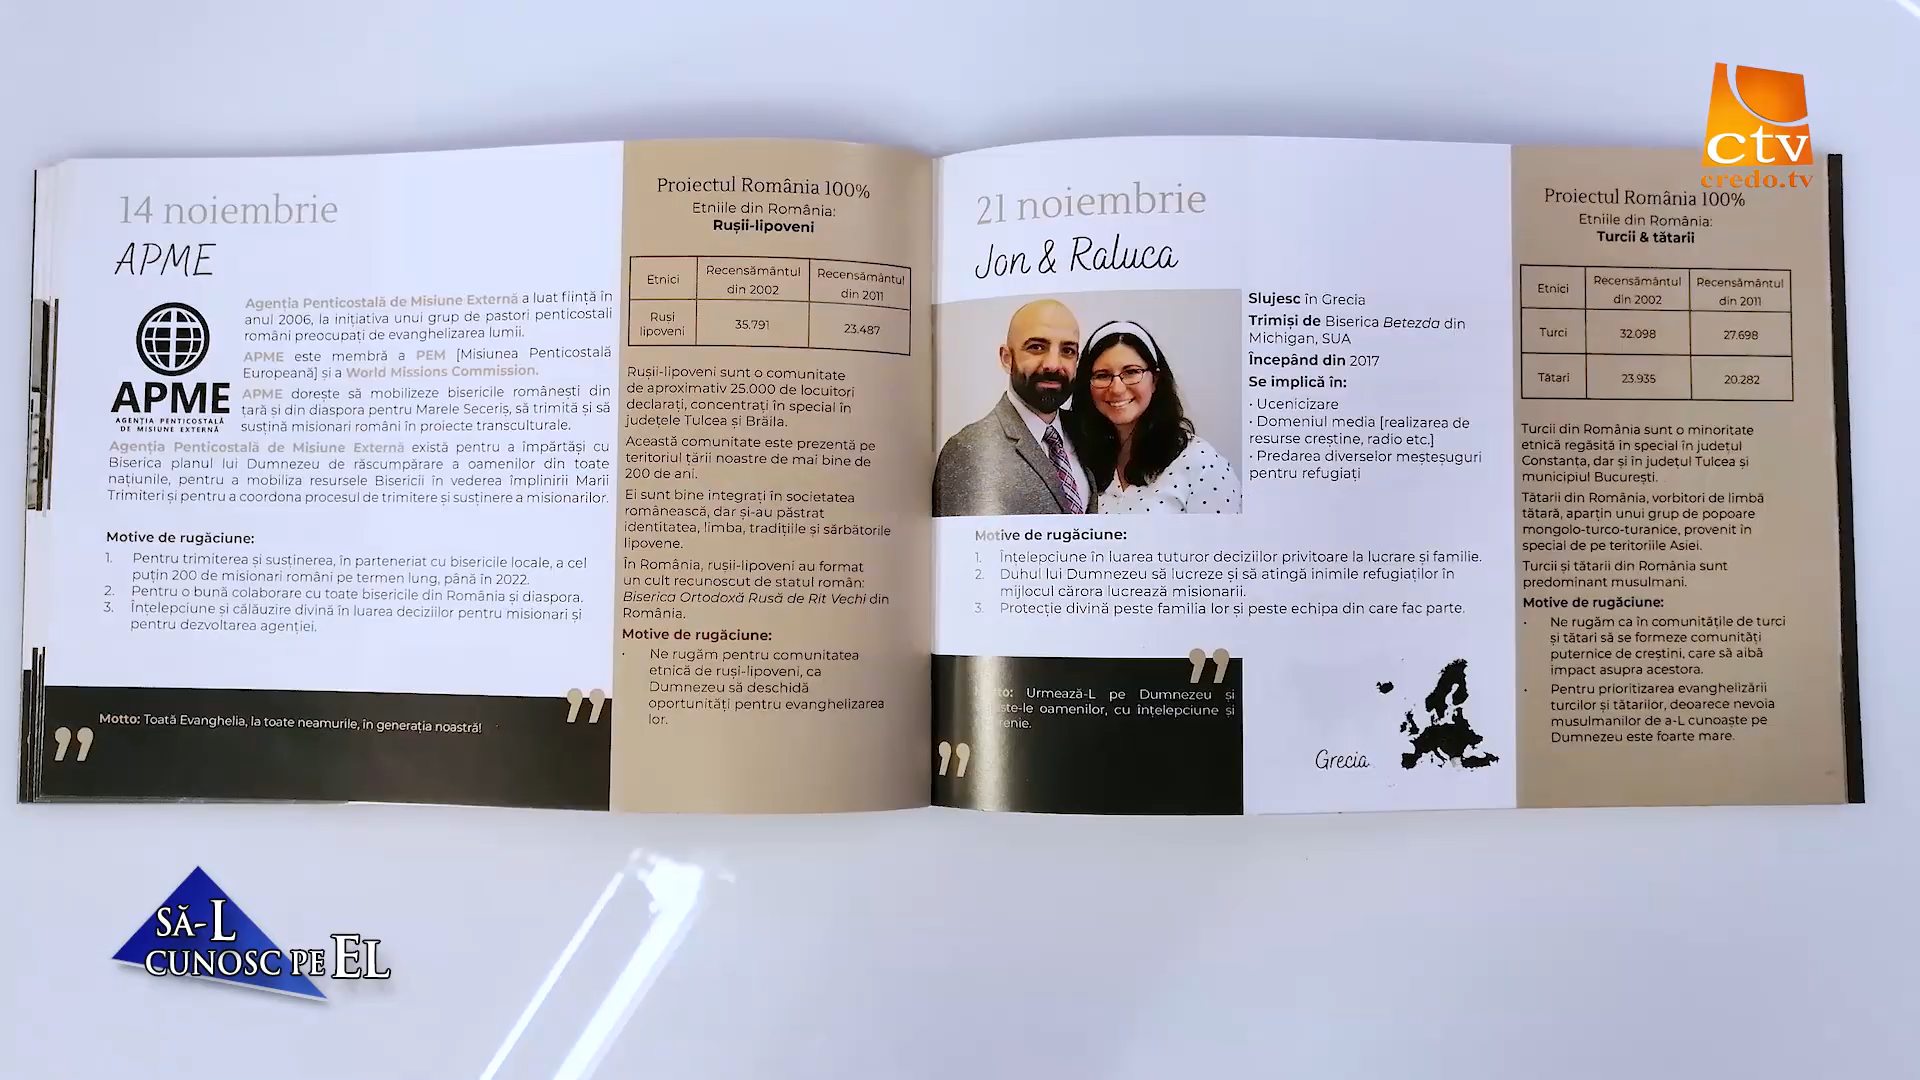 14 noiembrie
APME
APME
AGENȚIA PENTICOSTALĂ
DE MISIUNE EXTERNĂ
Agenția Penticostală de Misiune Externă a luat ființă în
anul 2006, la inițiativa unui grup de pastori penticostali
români preocupați de evanghelizarea lumii.
APME este membră a PEM [Misiunea Penticostală
Europeană] și a World Missions Commission.
APME dorește să mobilizeze bisericile românești din
țară și din diaspora pentru Marele Seceriș, să trimită și să
susțină misionari români în proiecte transculturale.
Agenția Penticostală de Misiune Externă există pentru a împărtăși cu
Biserica planul lui Dumnezeu de răscumpărare a oamenilor din toate
națiunile, pentru a mobiliza resursele Bisericii în vederea împlinirii Marii
Trimiteri și pentru a coordona procesul de trimitere și susținere a misionarilor.
Motive de rugăciune:
1. Pentru trimiterea și susținerea, în parteneriat cu bisericile locale, a cel
puțin 200 de misionari români pe termen lung, până în 2022.
2. Pentru o bună colaborare cu toate bisericile din România și diaspora.
3. Înțelepciune și călăuzire divină în luarea deciziilor pentru misionari și
pentru dezvoltarea agenției.
Motto: Toată Evanghelia, la toate neamurile, în generația noastră!
Proiectul România 100%
Etniile din România:
Rușii-lipoveni
Etnici Recensământul din 2002 Recensământul din 2011
Ruși lipoveni 35.791 23.487
Rușii-lipoveni sunt o comunitate
de aproximativ 25.000 de locuitori
declarați, concentrați în special în
județele Tulcea și Brăila.
Această comunitate este prezentă pe
teritoriul țării noastre de mai bine de
200 de ani.
Ei sunt bine integrați în societatea
românească, dar și-au păstrat
identitatea, limba, tradițiile și sărbătorile
lipovene.
În România, rușii-lipoveni au format
un cult recunoscut de statul român:
Biserica Ortodoxă Rusă de Rit Vechi din
România.
Motive de rugăciune:
· Ne rugăm pentru comunitatea
etnică de ruși-lipoveni, ca
Dumnezeu să deschidă
oportunități pentru evanghelizarea
lor.
21 noiembrie
Jon & Raluca
Slujesc în Grecia
Trimiși de Biserica Betezda din
Michigan, SUA
Începând din 2017
Se implică în:
· Ucenicizare
· Domeniul media [realizarea de
resurse creștine, radio etc.]
· Predarea diverselor meșteșuguri
pentru refugiați
Motive de rugăciune:
1. Înțelepciune în luarea tuturor deciziilor privitoare la lucrare și familie.
2. Duhul lui Dumnezeu să lucreze și să atingă inimile refugiaților în
mijlocul cărora lucrează misionarii.
3. Protecție divină peste familia lor și peste echipa din care fac parte.
Motto: Urmează-L pe Dumnezeu și
oamenilor, cu înțelepciune și
Grecia
Proiectul România 100%
Etniile din România:
Turcii & tătarii
Etnici Recensământul din 2002 Recensământul din 2011
Turci 32.098 27.698
Tătari 23.935 20.282
Turcii din România sunt o minoritate
etnică regăsită în special în județul
Constanța, dar și în județul Tulcea și
municipiul București.
Tătarii din România, vorbitori de limbă
tătară, aparțin unui grup de popoare
mongolo-turco-turanice, provenit în
special de pe teritoriile Asiei.
Turcii și tătarii din România sunt
predominant musulmani.
Motive de rugăciune:
· Ne rugăm ca în comunitățile de turci
și tătari să se formeze comunități
puternice de creștini, care să aibă
impact asupra acestora.
· Pentru prioritizarea evanghelizării
turcilor și tătarilor, deoarece nevoia
musulmanilor de a-L cunoaște pe
Dumnezeu este foarte mare.
ctv
credo.tv
SĂ-L
CUNOSC PE EL